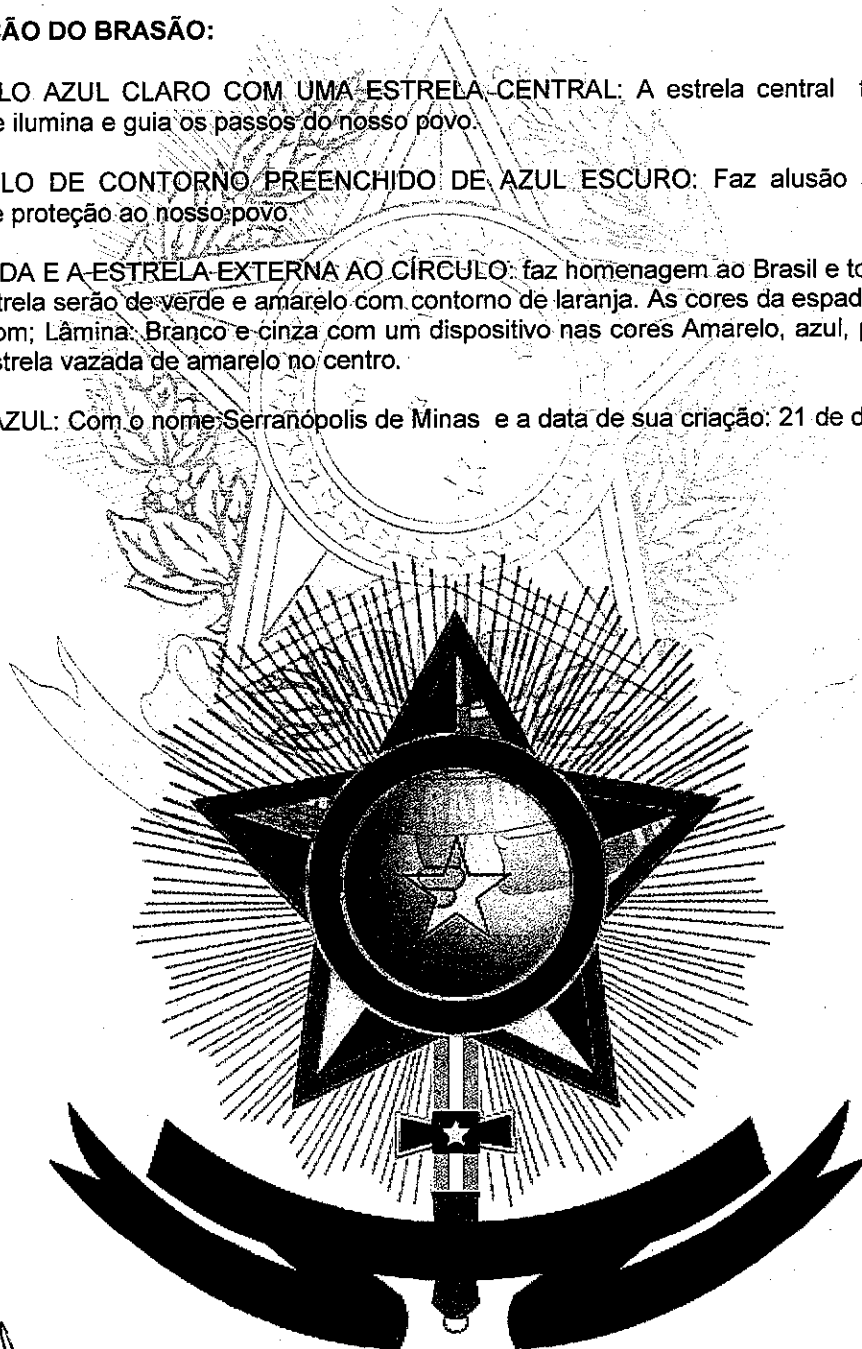 ÇÃO DO BRASÃO:
LO AZUL CLARO COM UMA ESTRELA CENTRAL: A estrela central
e ilumina e guia os passos do nosso povo.
LO DE CONTORNO PREENCHIDO DE AZUL ESCURO: Faz alusão
e proteção ao nosso povo.
DA E A ESTRELA EXTERNA AO CÍRCULO: faz homenagem ao Brasil e to
trela serão de verde e amarelo com contorno de laranja. As cores da espad
om; Lâmina: Branco e cinza com um dispositivo nas cores Amarelo, azul, p
strela vazada de amarelo no centro.
AZUL: Com o nome Serranópolis de Minas e a data de sua criação: 21 de d